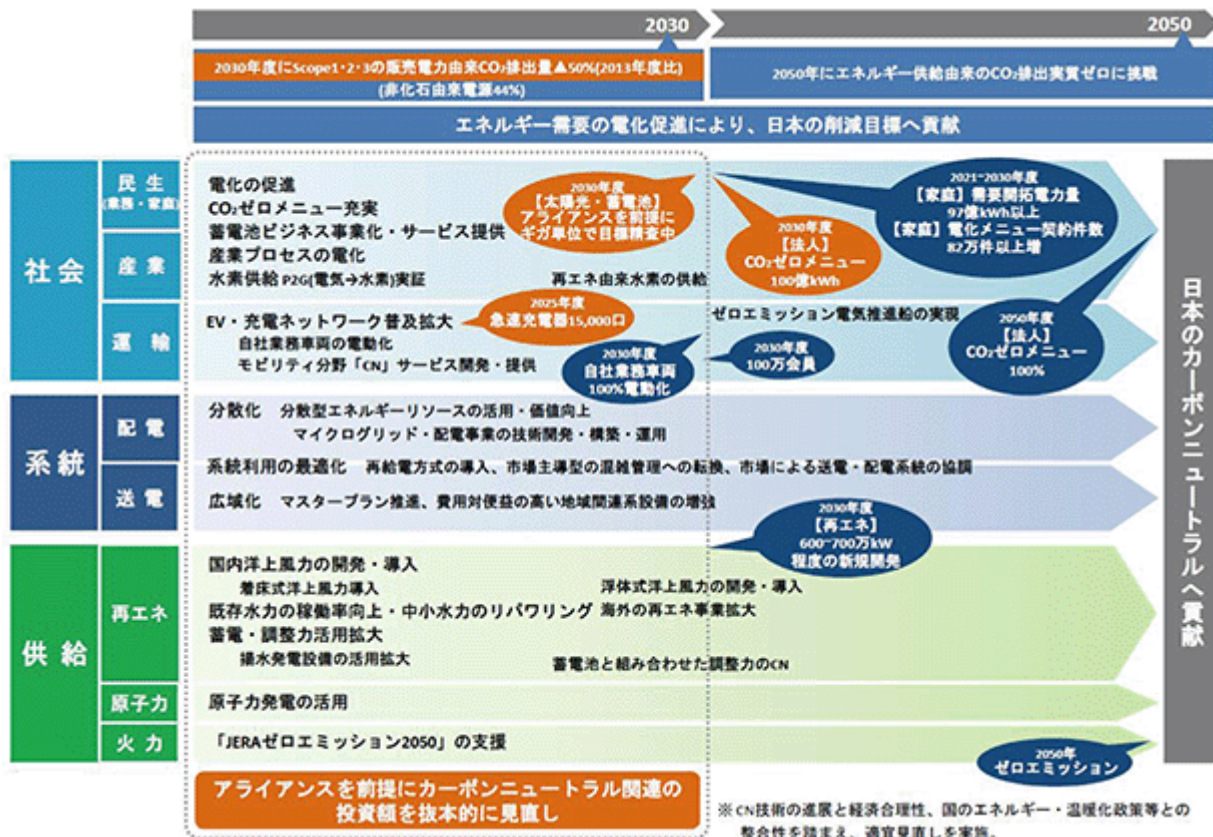 2030
2050
2030年度にScope1・2・3の販売電力由来CO₂排出量▲50%(2013年度比)
(非化石由来電源44%)
2050年にエネルギー供給由来のCO₂排出実質ゼロに挑戦
エネルギー需要の電化促進により、日本の削減目標へ貢献
社会
民生
(業務・家庭)
産業
運輸
電化の促進
CO₂ゼロメニュー充実
蓄電池ビジネス事業化・サービス提供
産業プロセスの電化
水素供給 P2G(電気→水素)実証
再エネ由来水素の供給
2030年度
【太陽光・蓄電池】
アライアンスを前提に
ギガ単位で目標精査中
2030年度
【法人】
CO₂ゼロメニュー
100億kWh
2021~2030年度
【家庭】需要開拓電力量
97億kWh以上
【家庭】電化メニュー契約件数
82万件以上増
EV・充電ネットワーク普及拡大
自社業務車両の電動化
モビリティ分野「CN」サービス開発・提供
2025年度
急速充電器15,000口
ゼロエミッション電気推進船の実現
2030年度
自社業務車両
100%電動化
2030年度
100万会員
2050年度
【法人】
CO₂ゼロメニュー
100%
系統
配電
送電
分散化 分散型エネルギーリソースの活用・価値向上
マイクログリッド・配電事業の技術開発・構築・運用
系統利用の最適化 再給電方式の導入、市場主導型の混雑管理への転換、市場による送電・配電系統の協調
広域化 マスタープラン推進、費用対便益の高い地域間連系設備の増強
2030年度
【再エネ】
600~700万kW
程度の新規開発
供給
再エネ
原子力
火力
国内洋上風力の開発・導入
着床式洋上風力導入
浮体式洋上風力の開発・導入
既存水力の稼働率向上・中小水力のリパワリング
海外の再エネ事業拡大
蓄電・調整力活用拡大
揚水発電設備の活用拡大
蓄電池と組み合わせた調整力のCN
原子力発電の活用
「JERAゼロエミッション2050」の支援
2050年
ゼロエミッション
日本のカーボンニュートラルへ貢献
アライアンスを前提にカーボンニュートラル関連の
投資額を抜本的に見直し
※CN技術の進展と経済合理性、国のエネルギー・温暖化政策等との
整合性を踏まえ、適宜見直しを実施。